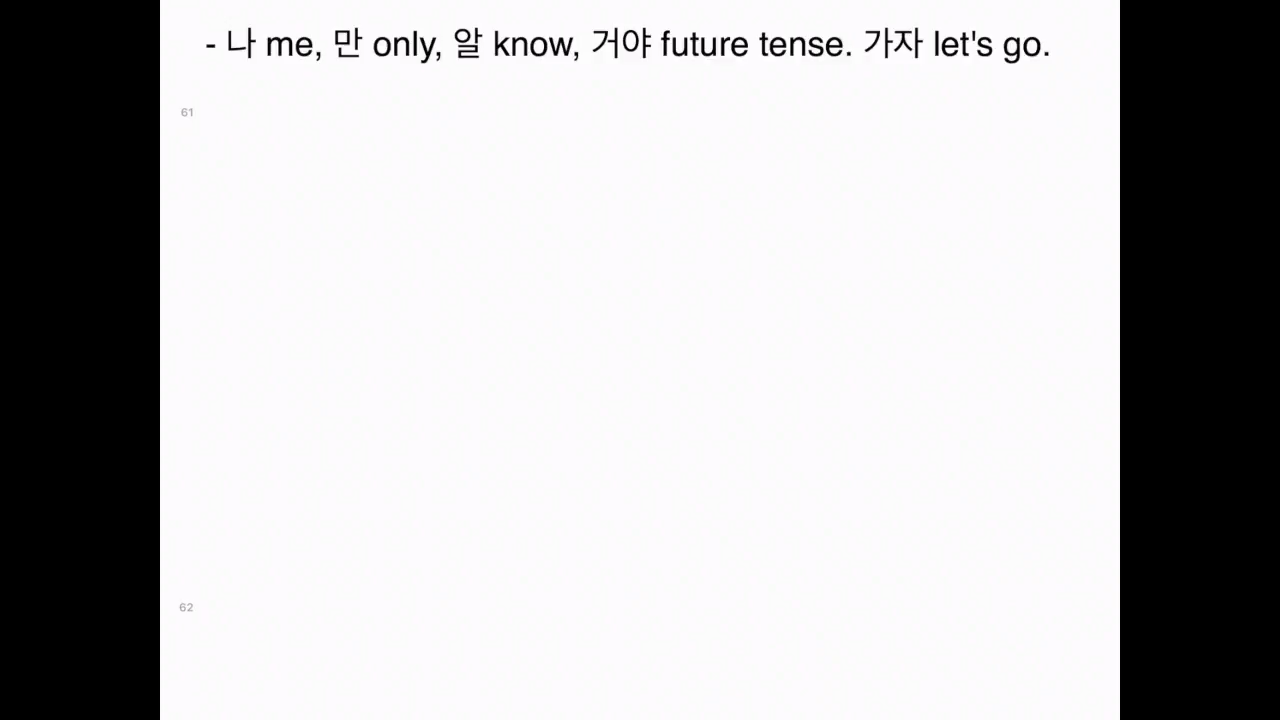 - 나 me, 만 only, 알 know, 거야 future tense. 가자 let's go.
61
62